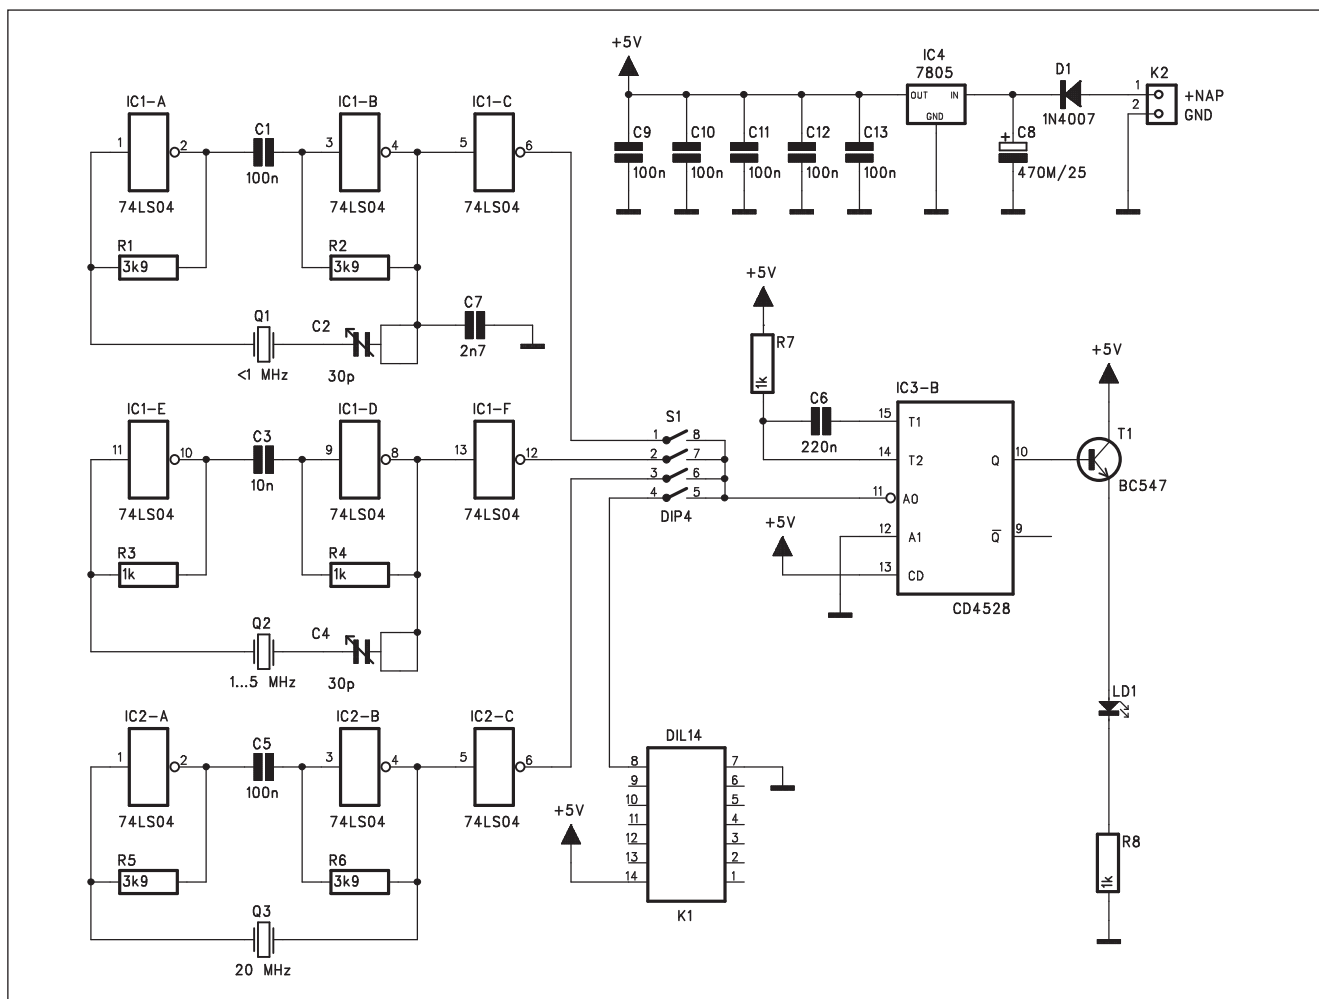 +5V
IC4
7805
OUT
IN
GND
D1
1N4007
K2
1
2
+NAP
GND
C9
100n
C10
100n
C11
100n
C12
100n
C13
100n
+
C8
470M/25
IC1-A
1
2
74LS04
C1
100n
IC1-B
3
4
74LS04
IC1-C
5
6
74LS04
R1
3k9
R2
3k9
Q1
<1 MHz
C2
30p
C7
2n7
IC1-E
11
10
74LS04
C3
10n
IC1-D
9
8
74LS04
IC1-F
13
12
74LS04
R3
1k
R4
1k
Q2
1...5 MHz
C4
30p
IC2-A
1
2
74LS04
C5
100n
IC2-B
3
4
74LS04
IC2-C
5
6
74LS04
R5
3k9
R6
3k9
Q3
20 MHz
S1
1
8
2
7
3
6
4
5
DIP4
+5V
R7
1k
C6
220n
IC3-B
15
T1
14
T2
11
A0
12
A1
13
CD
Q
10
Q̅
9
CD4528
+5V
+5V
T1
BC547
LD1
R8
1k
DIL14
8
7
9
6
10
5
11
4
12
3
13
2
14
1
K1
+5V